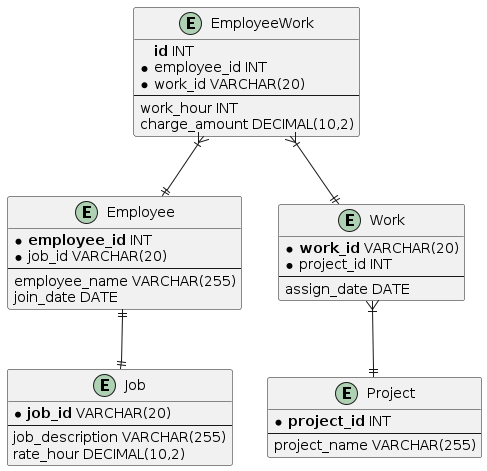 E EmployeeWork
id INT
* employee_id INT
* work_id VARCHAR(20)
work_hour INT
charge_amount DECIMAL(10,2)
E Employee
* employee_id INT
* job_id VARCHAR(20)
employee_name VARCHAR(255)
join_date DATE
E Work
* work_id VARCHAR(20)
* project_id INT
assign_date DATE
E Job
* job_id VARCHAR(20)
job_description VARCHAR(255)
rate_hour DECIMAL(10,2)
E Project
* project_id INT
project_name VARCHAR(255)